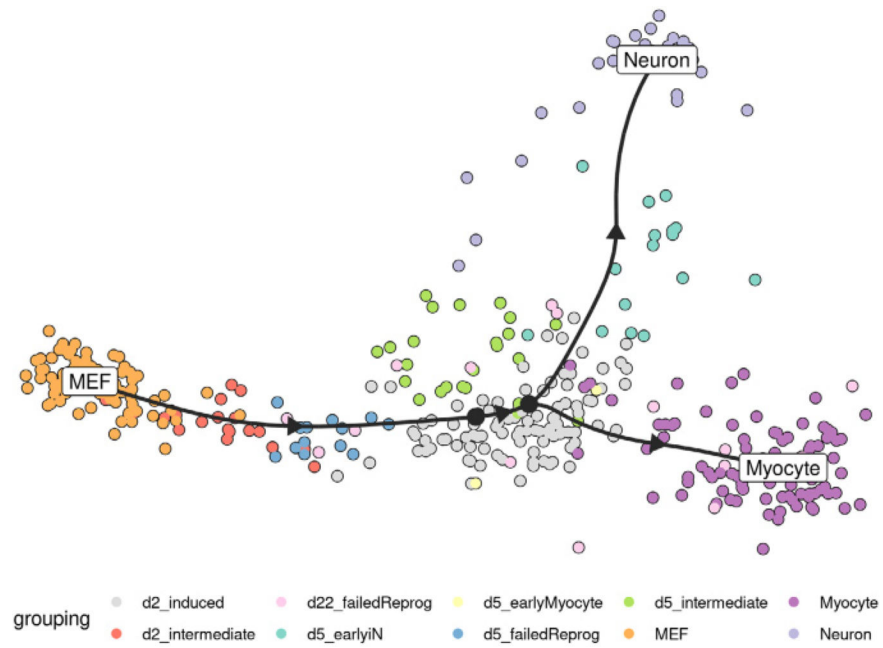 Neuron
MEF
Myocyte
grouping
d2_induced d22_failedReprog d5_earlyMyocyte d5_intermediate Myocyte
d2_intermediate d5_earlyiN d5_failedReprog MEF Neuron